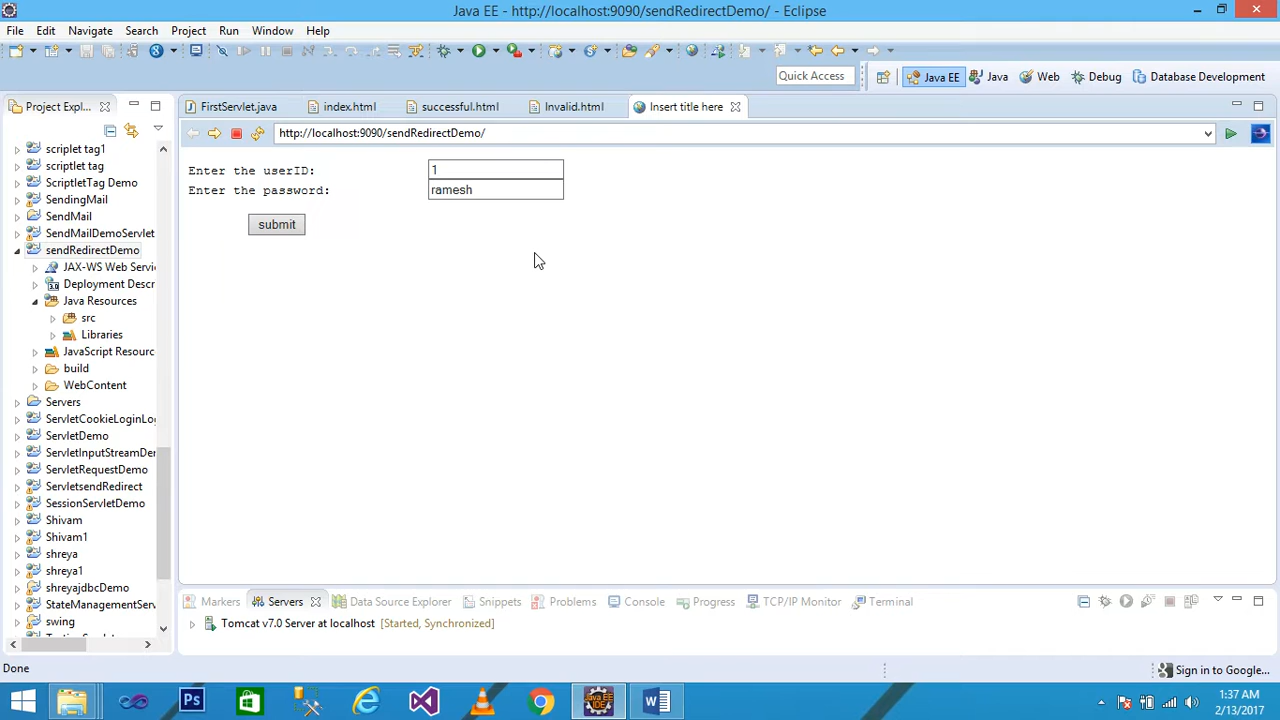 Java EE - http://localhost:9090/sendRedirectDemo/ - Eclipse
File Edit Navigate Search Project Run Window Help
Quick Access
Java EE Java Web Debug Database Development
Project Expl...
FirstServlet.java index.html successful.html Invalid.html Insert title here
http://localhost:9090/sendRedirectDemo/
scriplet tag1
scriptlet tag
ScriptletTag Demo
SendingMail
SendMail
SendMailDemoServlet
sendRedirectDemo
JAX-WS Web Servi
Deployment Descr
Java Resources
src
Libraries
JavaScript Resourc
build
WebContent
Servers
ServletCookieLoginLo
ServletDemo
ServletInputStreamDe
ServletRequestDemo
ServletsendRedirect
SessionServletDemo
Shivam
Shivam1
shreya
shreya1
shreyajdbcDemo
StateManagementServ
swing
Enter the userID: 1
Enter the password: ramesh
submit
Markers Servers Data Source Explorer Snippets Problems Console Progress TCP/IP Monitor Terminal
Tomcat v7.0 Server at localhost [Started, Synchronized]
Done
Sign in to Google...
1:37 AM
2/13/2017